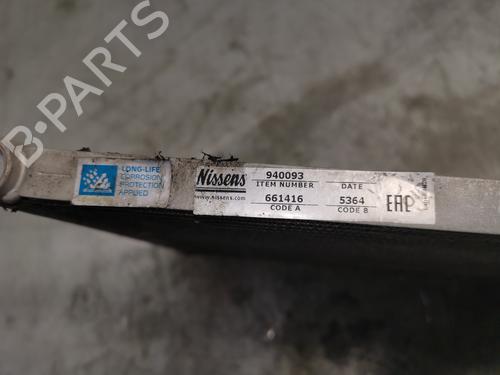 B-PARTS
LONG-LIFE
CORROSION
PROTECTION
APPLIED
Nissens
www.nissens.com
940093
ITEM NUMBER
DATE
661416
5364
CODE A
CODE B
EAC